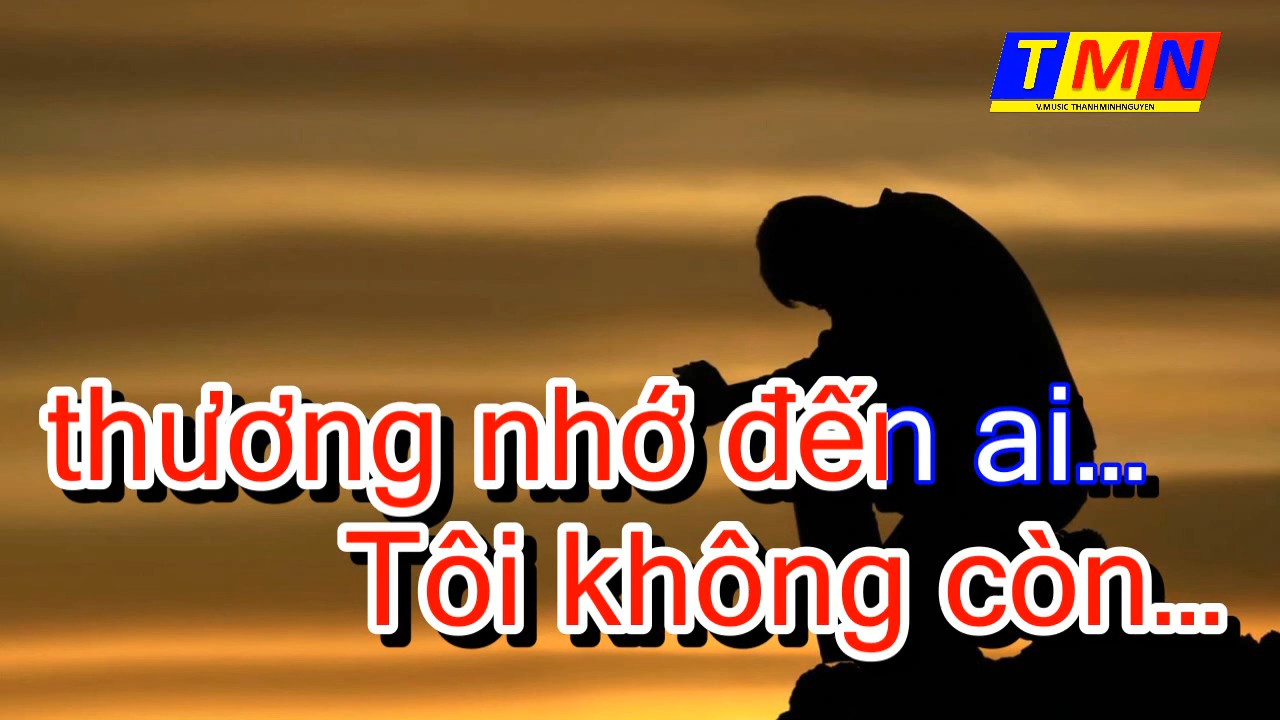 TMN
V.MUSIC THANHMINHNGUYEN
thương nhớ đến ai...
Tôi không còn...